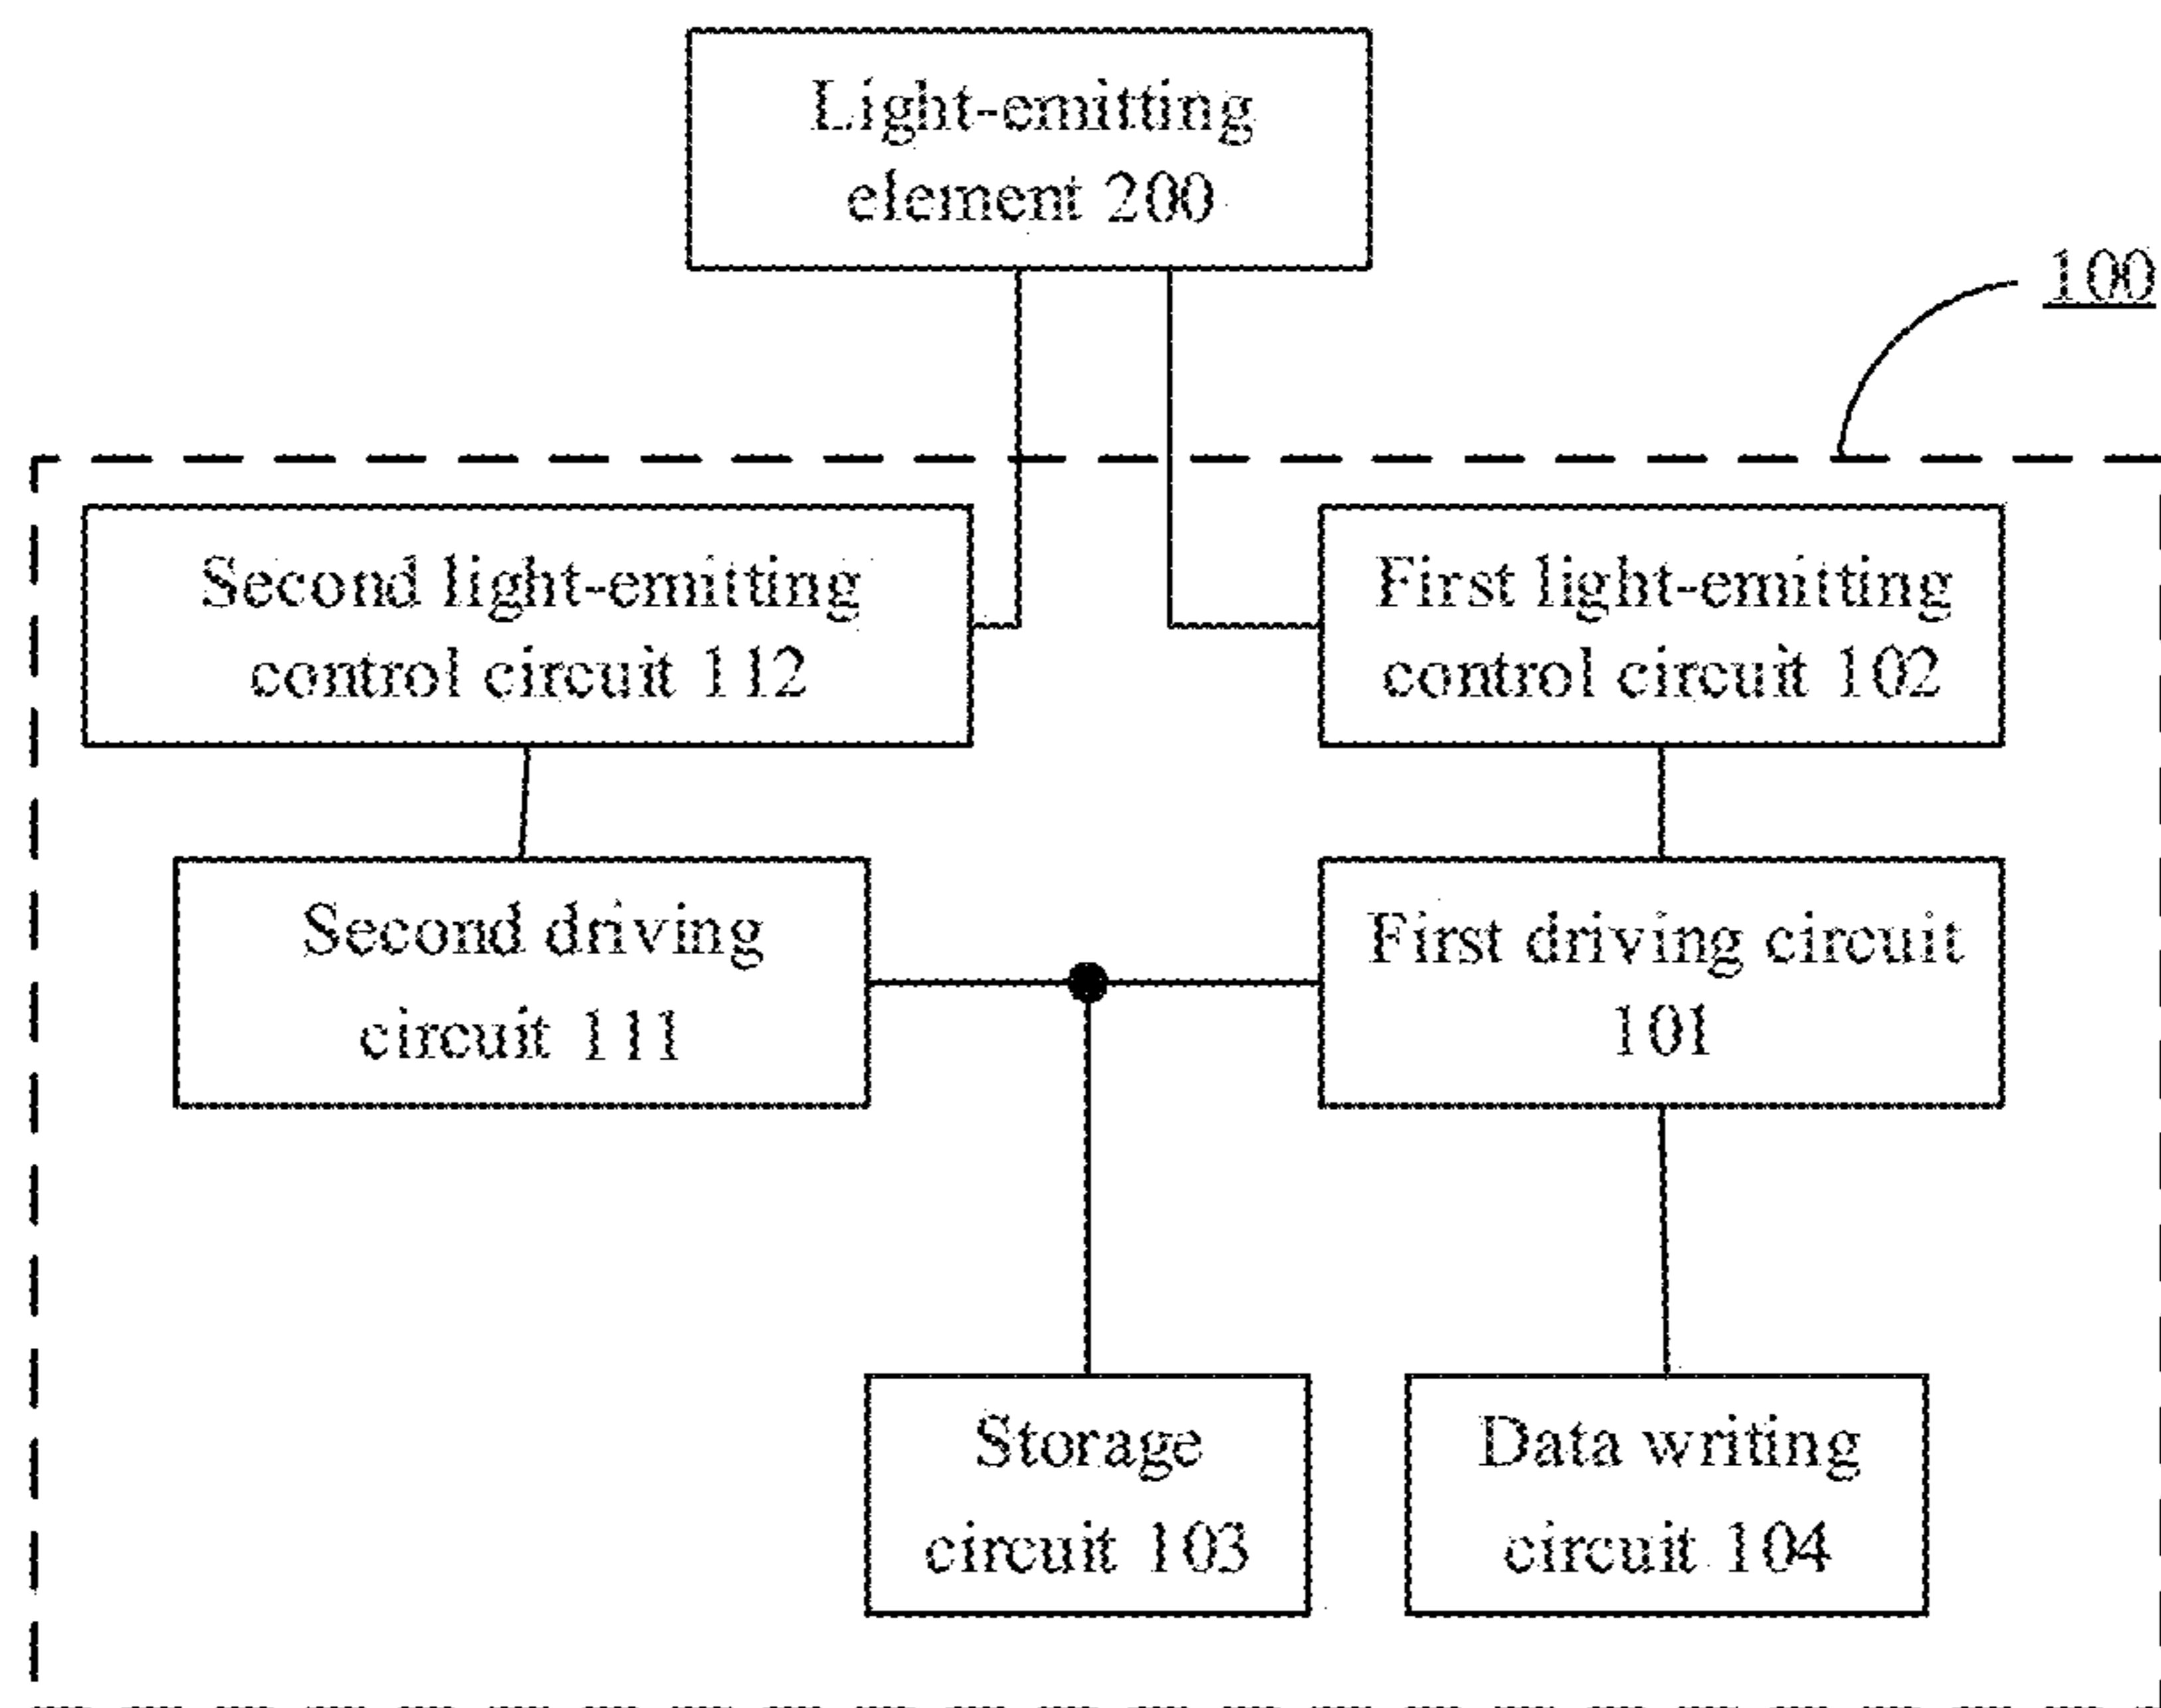 Light-emitting
element 200
100
Second light-emitting
control circuit 112
First light-emitting
control circuit 102
Second driving
circuit 111
First driving circuit
101
Storage
circuit 103
Data writing
circuit 104